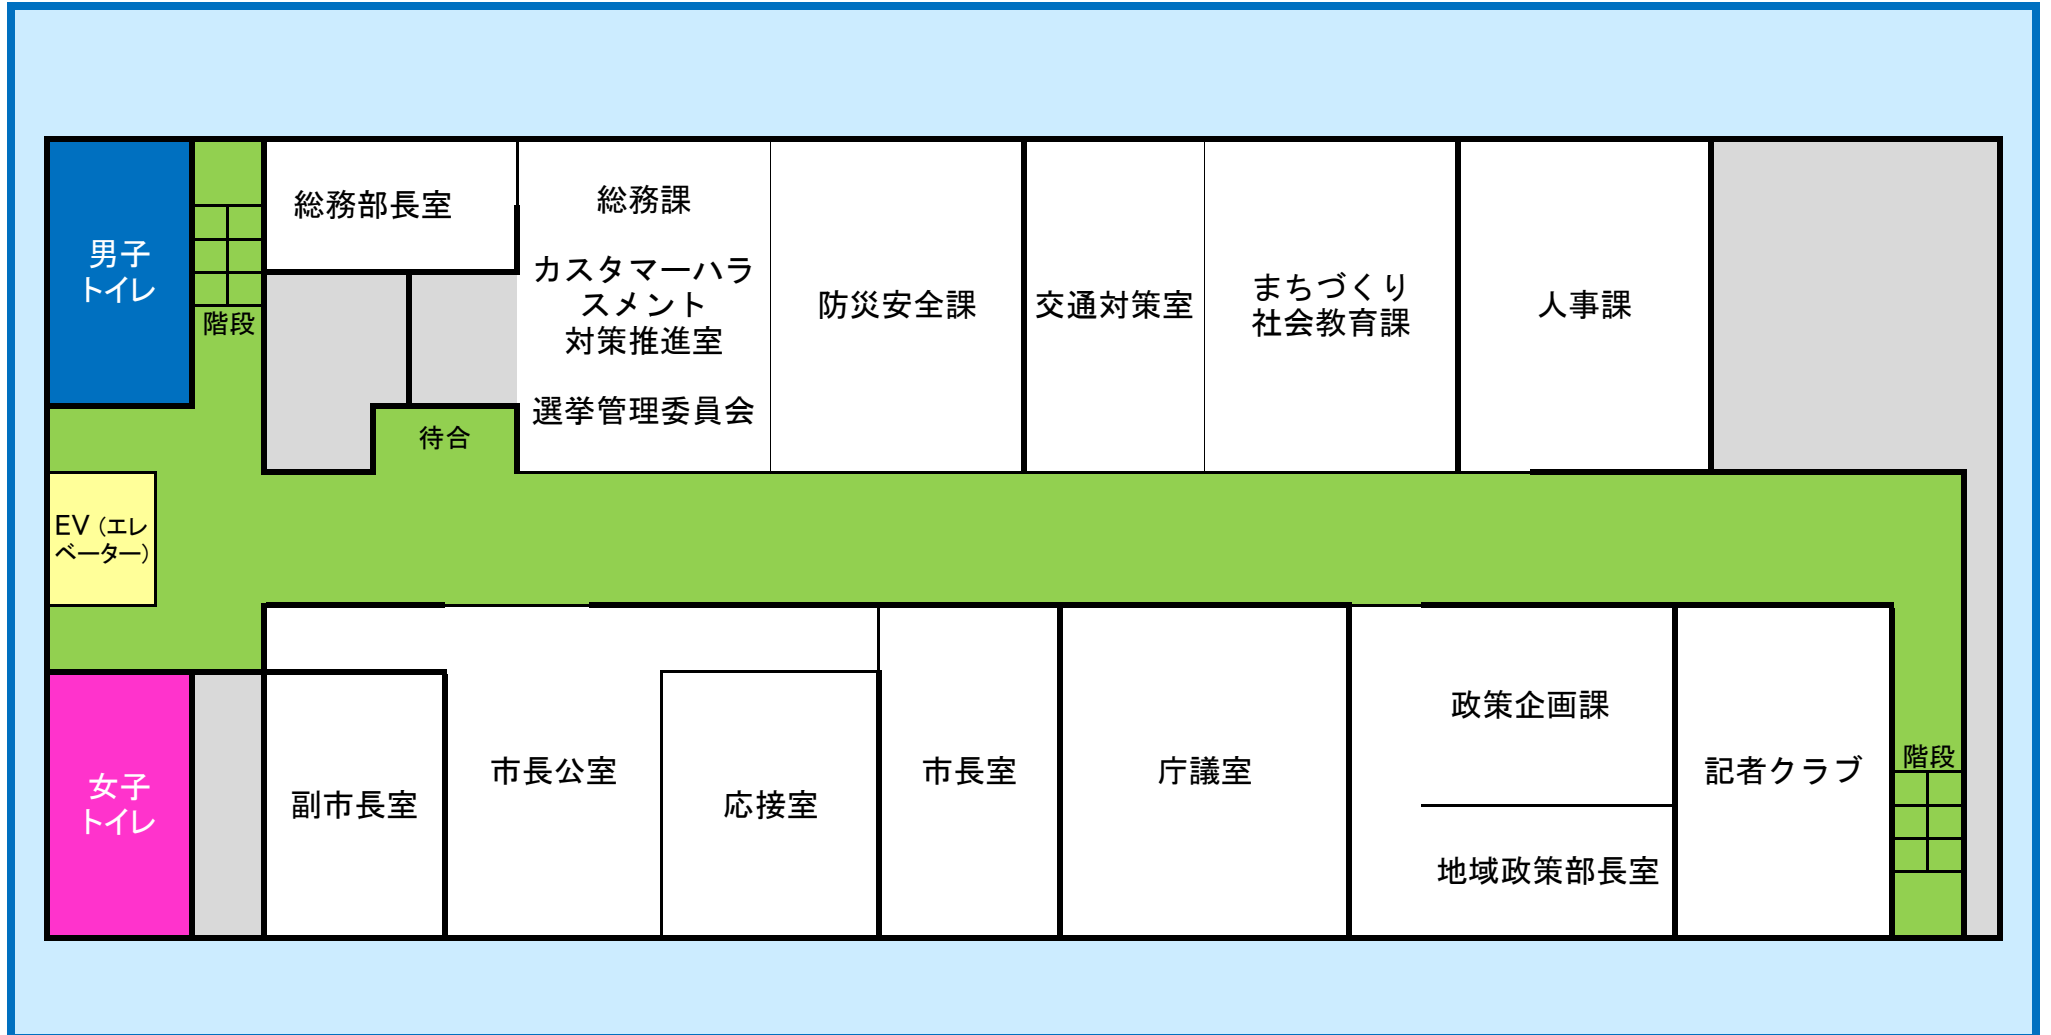 総務部長室
総務課
カスタマーハラ
スメント
対策推進室
選挙管理委員会
防災安全課
交通対策室
まちづくり
社会教育課
人事課
男子
トイレ
階段
待合
EV（エレ
ベーター）
女子
トイレ
副市長室
市長公室
応接室
市長室
庁議室
政策企画課
地域政策部長室
記者クラブ
階段